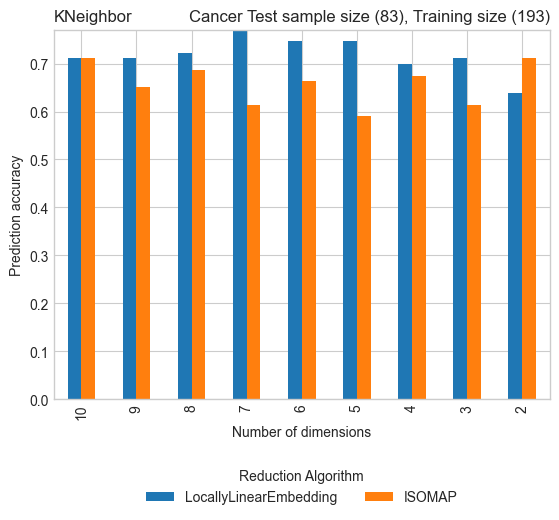 KNeighbor
Cancer Test sample size (83), Training size (193)
Prediction accuracy
0.7
0.6
0.5
0.4
0.3
0.2
0.1
0.0
10
9
8
7
6
5
4
3
2
Number of dimensions
Reduction Algorithm
LocallyLinearEmbedding
ISOMAP